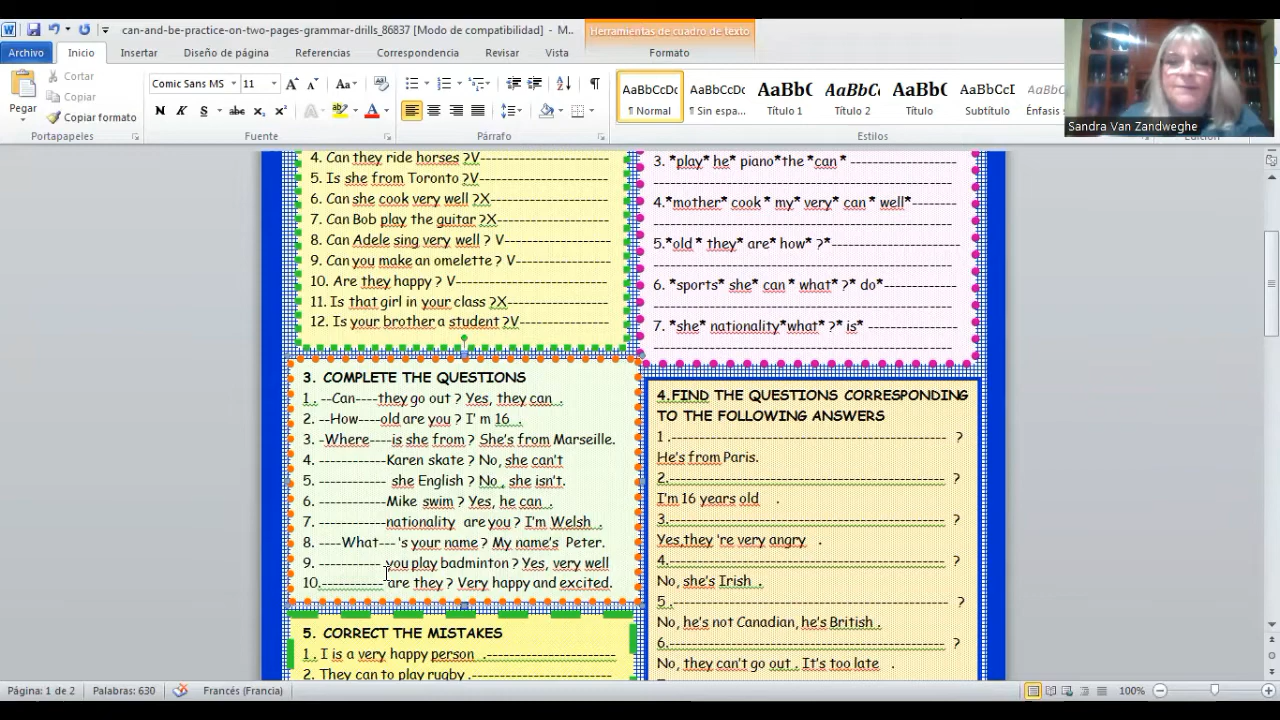 can-and-be-practice-on-two-pages-grammar-drills_86837 [Modo de compatibilidad] - M...
Herramientas de cuadro de texto
Archivo Inicio Insertar Diseño de página Referencias Correspondencia Revisar Vista Formato
Cortar
Copiar
Copiar formato
Pegar
Portapapeles
Comic Sans MS 11
N K S abc x₂ x²
Fuente
Párrafo
AaBbCcDc AaBbCcDc AaBbC AaBbCc AaBbC AaBbCcI
¶ Normal ¶ Sin espa... Título 1 Título 2 Título Subtítulo Énfasis
Estilos
Sandra Van Zandweghe
4. Can they ride horses ?V-----------------------
5. Is she from Toronto ?V-----------------------
6. Can she cook very well ?X--------------------
7. Can Bob play the guitar ?X--------------------
8. Can Adele sing very well ? V-------------------
9. Can you make an omelette ? V-----------------
10. Are they happy ? V---------------------------
11. Is that girl in your class ?X------------------
12. Is your brother a student ?V----------------
3. *play* he* piano*the *can * -------------------
------------------------------------------------------
4.*mother* cook * my* very* can * well*--------
------------------------------------------------------
5.*old * they* are* how* ?*-----------------------
------------------------------------------------------
6. *sports* she* can * what* ?* do*-------------
------------------------------------------------------
7. *she* nationality*what* ?* is* ----------------
------------------------------------------------------
3. COMPLETE THE QUESTIONS
1 . --Can----they go out ? Yes, they can .
2. --How----old are you ? I' m 16 .
3. -Where----is she from ? She's from Marseille.
4. ------------Karen skate ? No, she can't
5. ------------ she English ? No , she isn't.
6. ------------Mike swim ? Yes, he can .
7. ------------nationality are you ? I'm Welsh .
8. ----What--- 's your name ? My name's Peter.
9. ------------you play badminton ? Yes, very well
10.----------- are they ? Very happy and excited.
4.FIND THE QUESTIONS CORRESPONDING
TO THE FOLLOWING ANSWERS
1 .-------------------------------------------------- ?
He's from Paris.
2.-------------------------------------------------- ?
I'm 16 years old .
3.-------------------------------------------------- ?
Yes,they 're very angry .
4.-------------------------------------------------- ?
No, she's Irish .
5 .-------------------------------------------------- ?
No, he's not Canadian, he's British .
6.-------------------------------------------------- ?
No, they can't go out . It's too late .
5. CORRECT THE MISTAKES
1 . I is a very happy person .------------------------
2. They can to play rugby .-------------------------
Página: 1 de 2 Palabras: 630 Francés (Francia) 100%